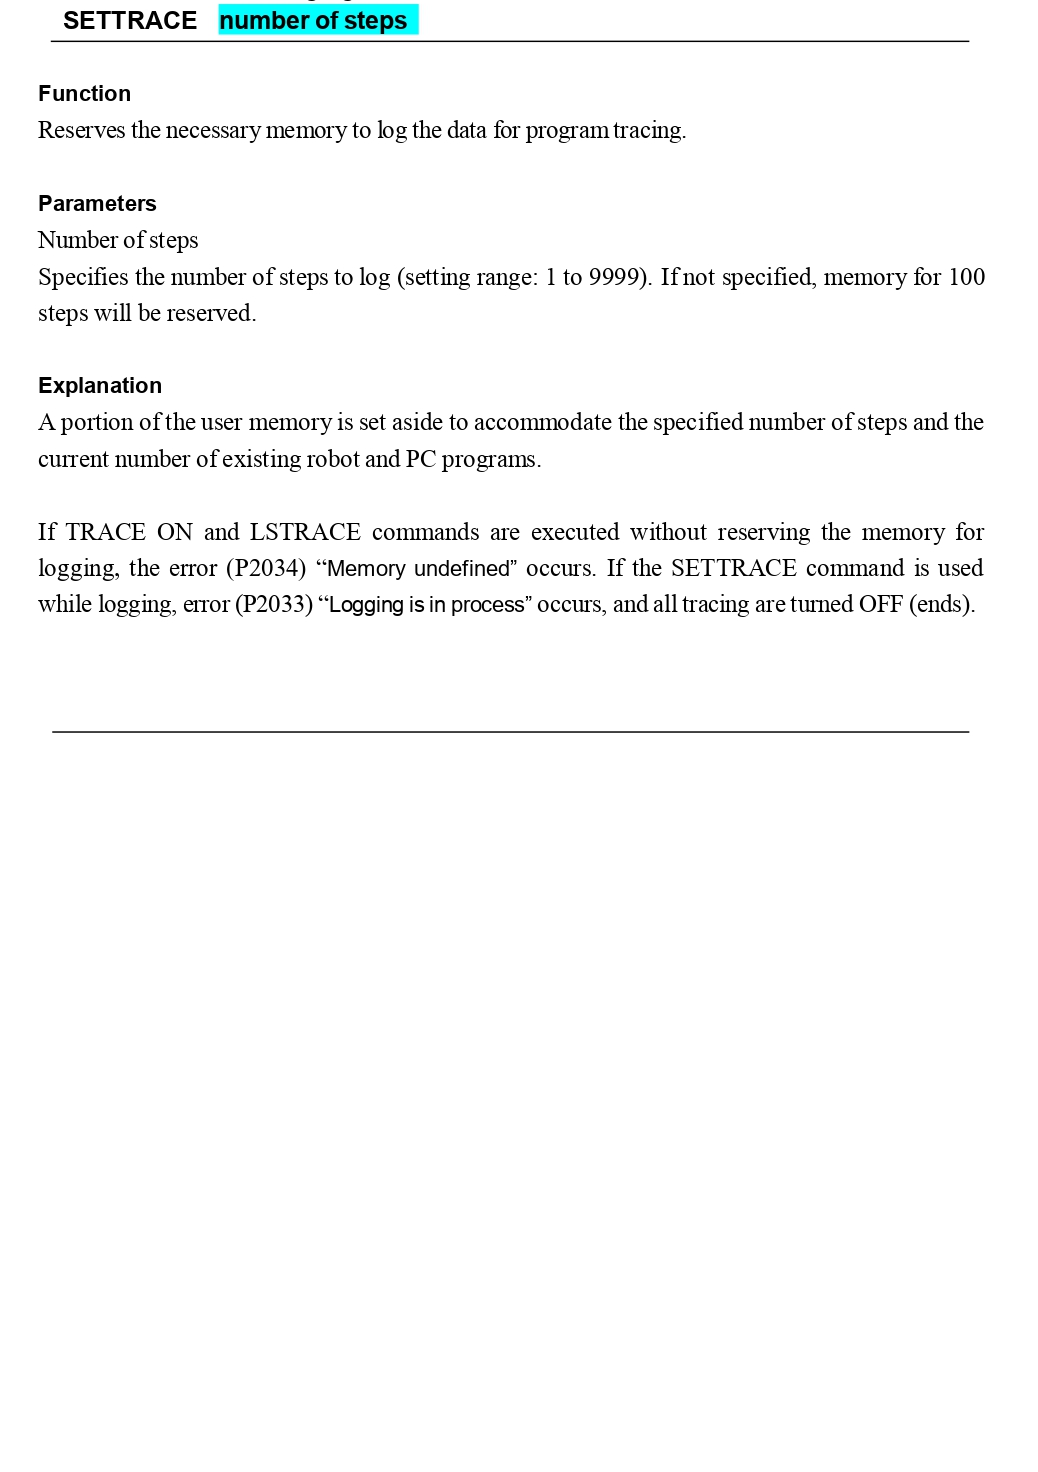 SETTRACE number of steps
Function
Reserves the necessary memory to log the data for program tracing.
Parameters
Number of steps
Specifies the number of steps to log (setting range: 1 to 9999). If not specified, memory for 100
steps will be reserved.
Explanation
A portion of the user memory is set aside to accommodate the specified number of steps and the
current number of existing robot and PC programs.
If TRACE ON and LSTRACE commands are executed without reserving the memory for
logging, the error (P2034) “Memory undefined” occurs. If the SETTRACE command is used
while logging, error (P2033) “Logging is in process” occurs, and all tracing are turned OFF (ends).